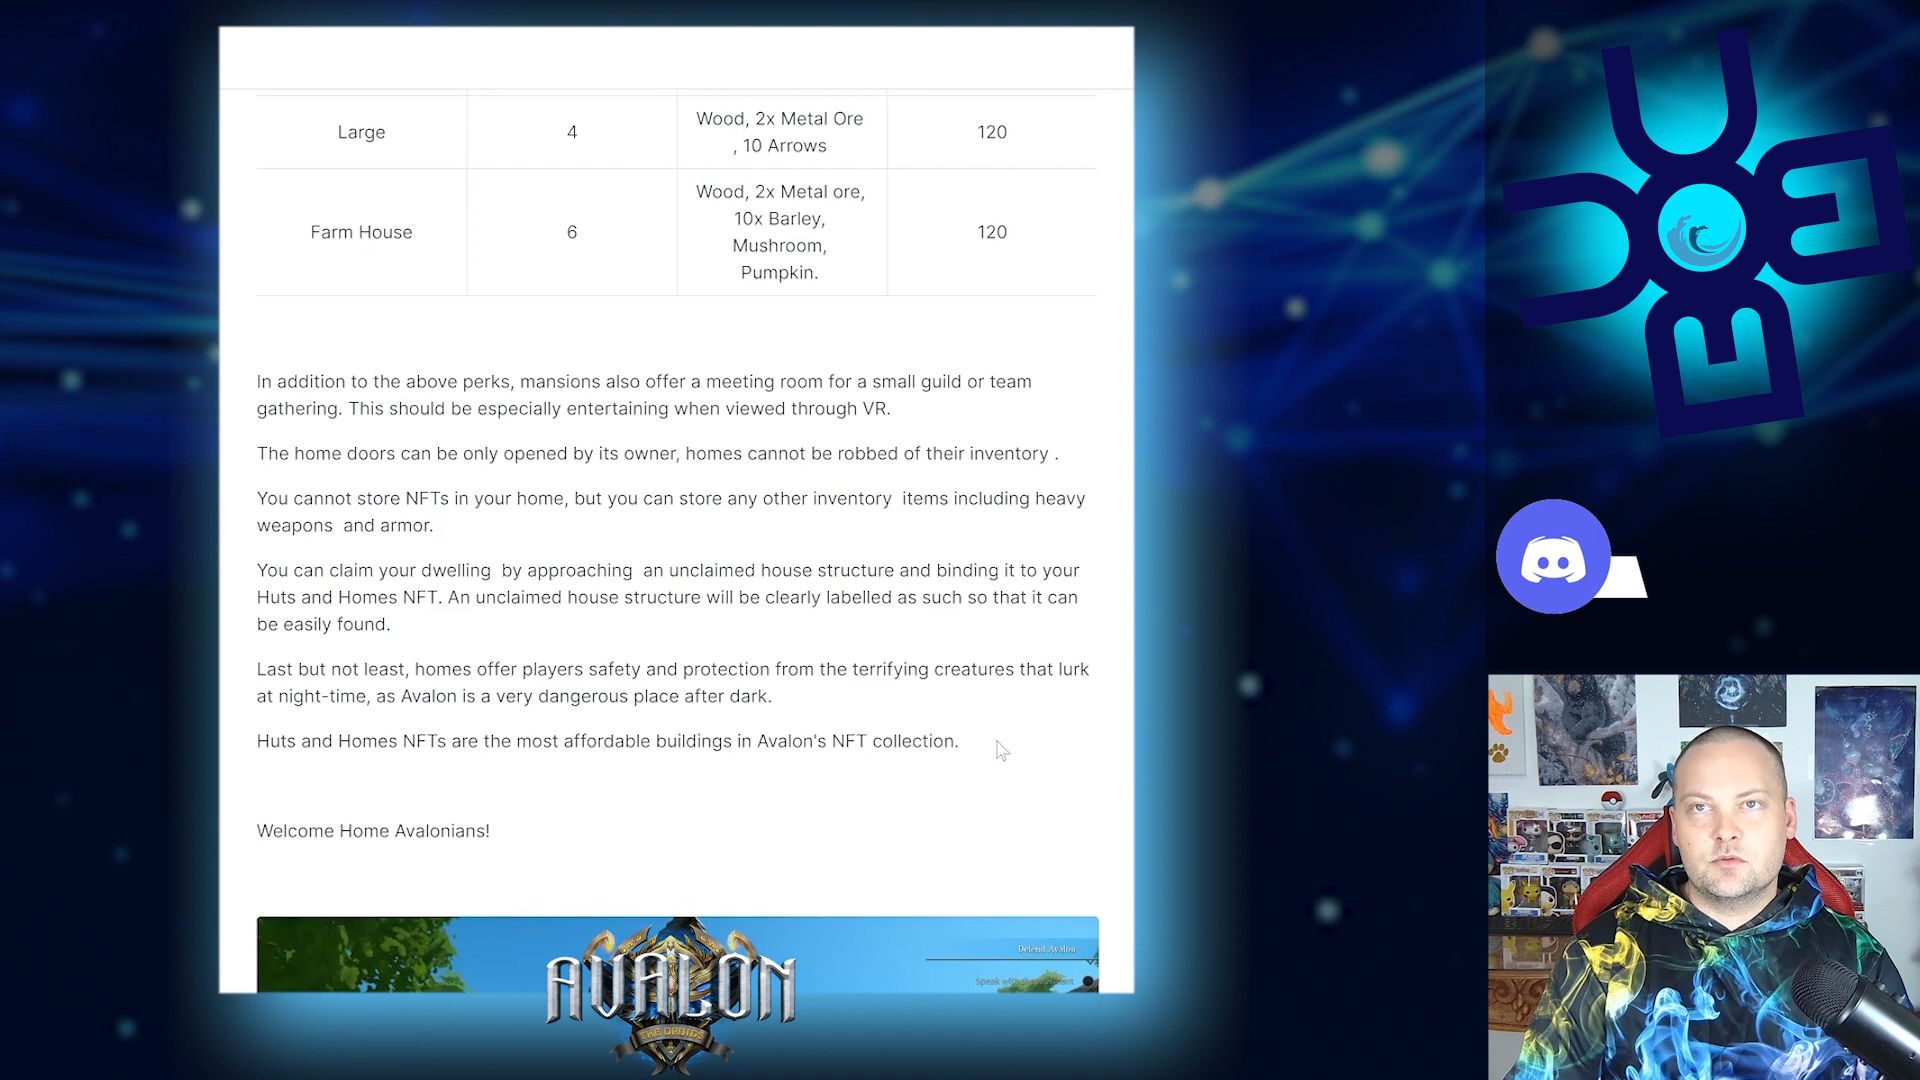 Large
4
Wood, 2x Metal Ore
, 10 Arrows
120
Farm House
6
Wood, 2x Metal ore,
10x Barley,
Mushroom,
Pumpkin.
120
In addition to the above perks, mansions also offer a meeting room for a small guild or team
gathering. This should be especially entertaining when viewed through VR.
The home doors can be only opened by its owner, homes cannot be robbed of their inventory .
You cannot store NFTs in your home, but you can store any other inventory  items including heavy
weapons  and armor.
You can claim your dwelling  by approaching  an unclaimed house structure and binding it to your
Huts and Homes NFT. An unclaimed house structure will be clearly labelled as such so that it can
be easily found.
Last but not least, homes offer players safety and protection from the terrifying creatures that lurk
at night-time, as Avalon is a very dangerous place after dark.
Huts and Homes NFTs are the most affordable buildings in Avalon's NFT collection.
Welcome Home Avalonians!
Defend Avalon
Speak with
AVALON
THE DRUIDS